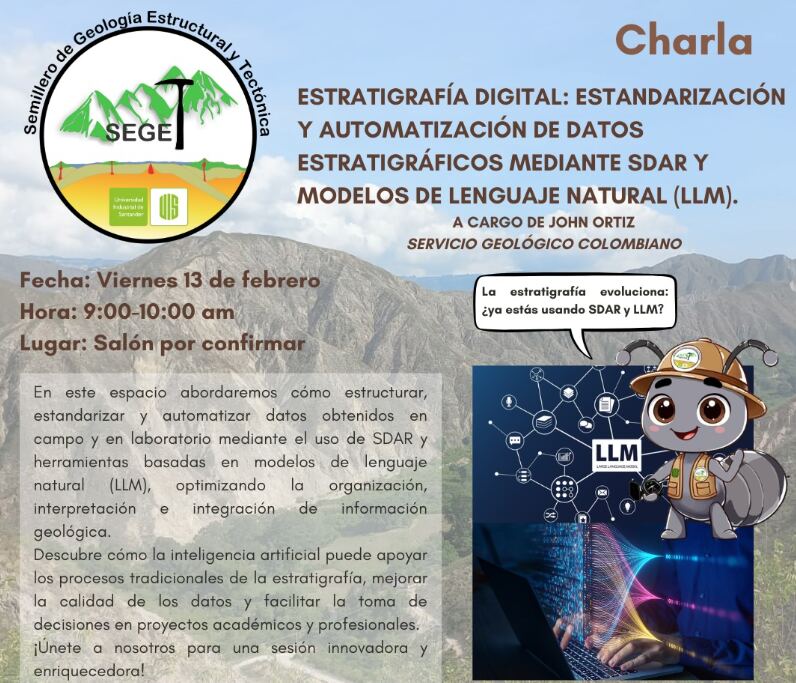 Semillero de Geología Estructural y Tectónica
SEGET
Universidad
Industrial de
Santander
UIS
Charla
ESTRATIGRAFÍA DIGITAL: ESTANDARIZACIÓN
Y AUTOMATIZACIÓN DE DATOS
ESTRATIGRÁFICOS MEDIANTE SDAR Y
MODELOS DE LENGUAJE NATURAL (LLM).
A CARGO DE JOHN ORTIZ
SERVICIO GEOLÓGICO COLOMBIANO
Fecha: Viernes 13 de febrero
Hora: 9:00-10:00 am
Lugar: Salón por confirmar
La estratigrafía evoluciona:
¿ya estás usando SDAR y LLM?
En este espacio abordaremos cómo estructurar,
estandarizar y automatizar datos obtenidos en
campo y en laboratorio mediante el uso de SDAR y
herramientas basadas en modelos de lenguaje
natural (LLM), optimizando la organización,
interpretación e integración de información
geológica.
Descubre cómo la inteligencia artificial puede apoyar
los procesos tradicionales de la estratigrafía, mejorar
la calidad de los datos y facilitar la toma de
decisiones en proyectos académicos y profesionales.
¡Únete a nosotros para una sesión innovadora y
enriquecedora!
LLM
LARGE LANGUAGE MODEL